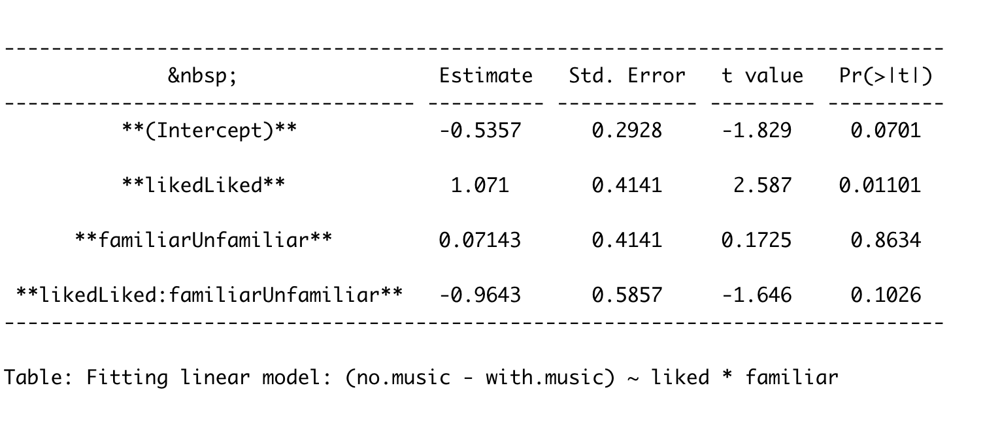 --------------------------------------------------------------------------------
&nbsp; Estimate Std. Error t value Pr(>|t|)
----------------------------------- ---------- ------------ --------- ----------
**(Intercept)** -0.5357 0.2928 -1.829 0.0701
**likedLiked** 1.071 0.4141 2.587 0.01101
**familiarUnfamiliar** 0.07143 0.4141 0.1725 0.8634
**likedLiked:familiarUnfamiliar** -0.9643 0.5857 -1.646 0.1026
--------------------------------------------------------------------------------
Table: Fitting linear model: (no.music - with.music) ~ liked * familiar